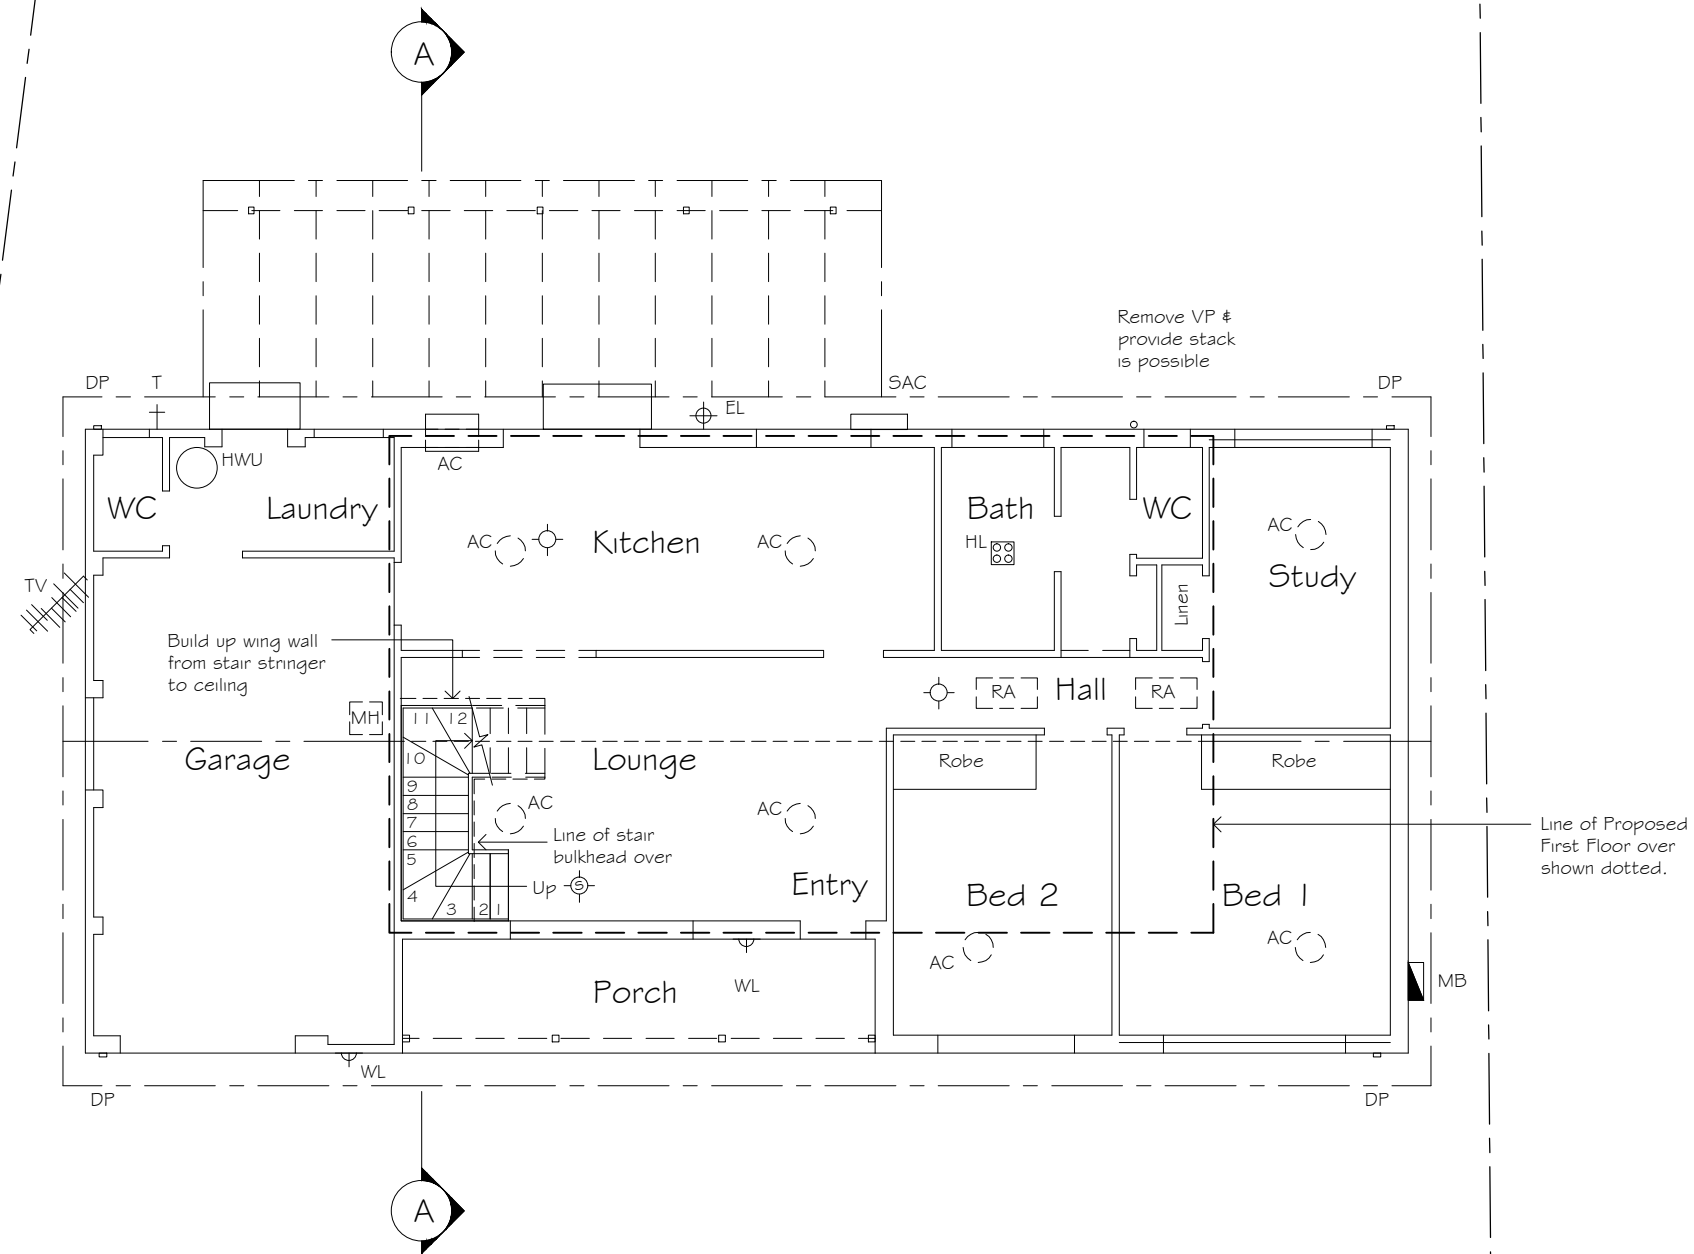 A
Remove VP &
provide stack
is possible
DP
T
SAC
DP
EL
HWU
AC
WC
Laundry
Bath
WC
AC
Kitchen
AC
HL
AC
Study
TV
Linen
Build up wing wall
from stair stringer
to ceiling
RA
Hall
RA
MH
11
12
10
Garage
Lounge
Robe
Robe
9
8
7
6
5
4
3
2
1
AC
AC
Line of stair
bulkhead over
Line of Proposed
First Floor over
shown dotted.
Up
S
Entry
Bed 2
Bed 1
AC
AC
WL
Porch
MB
WL
DP
DP
A